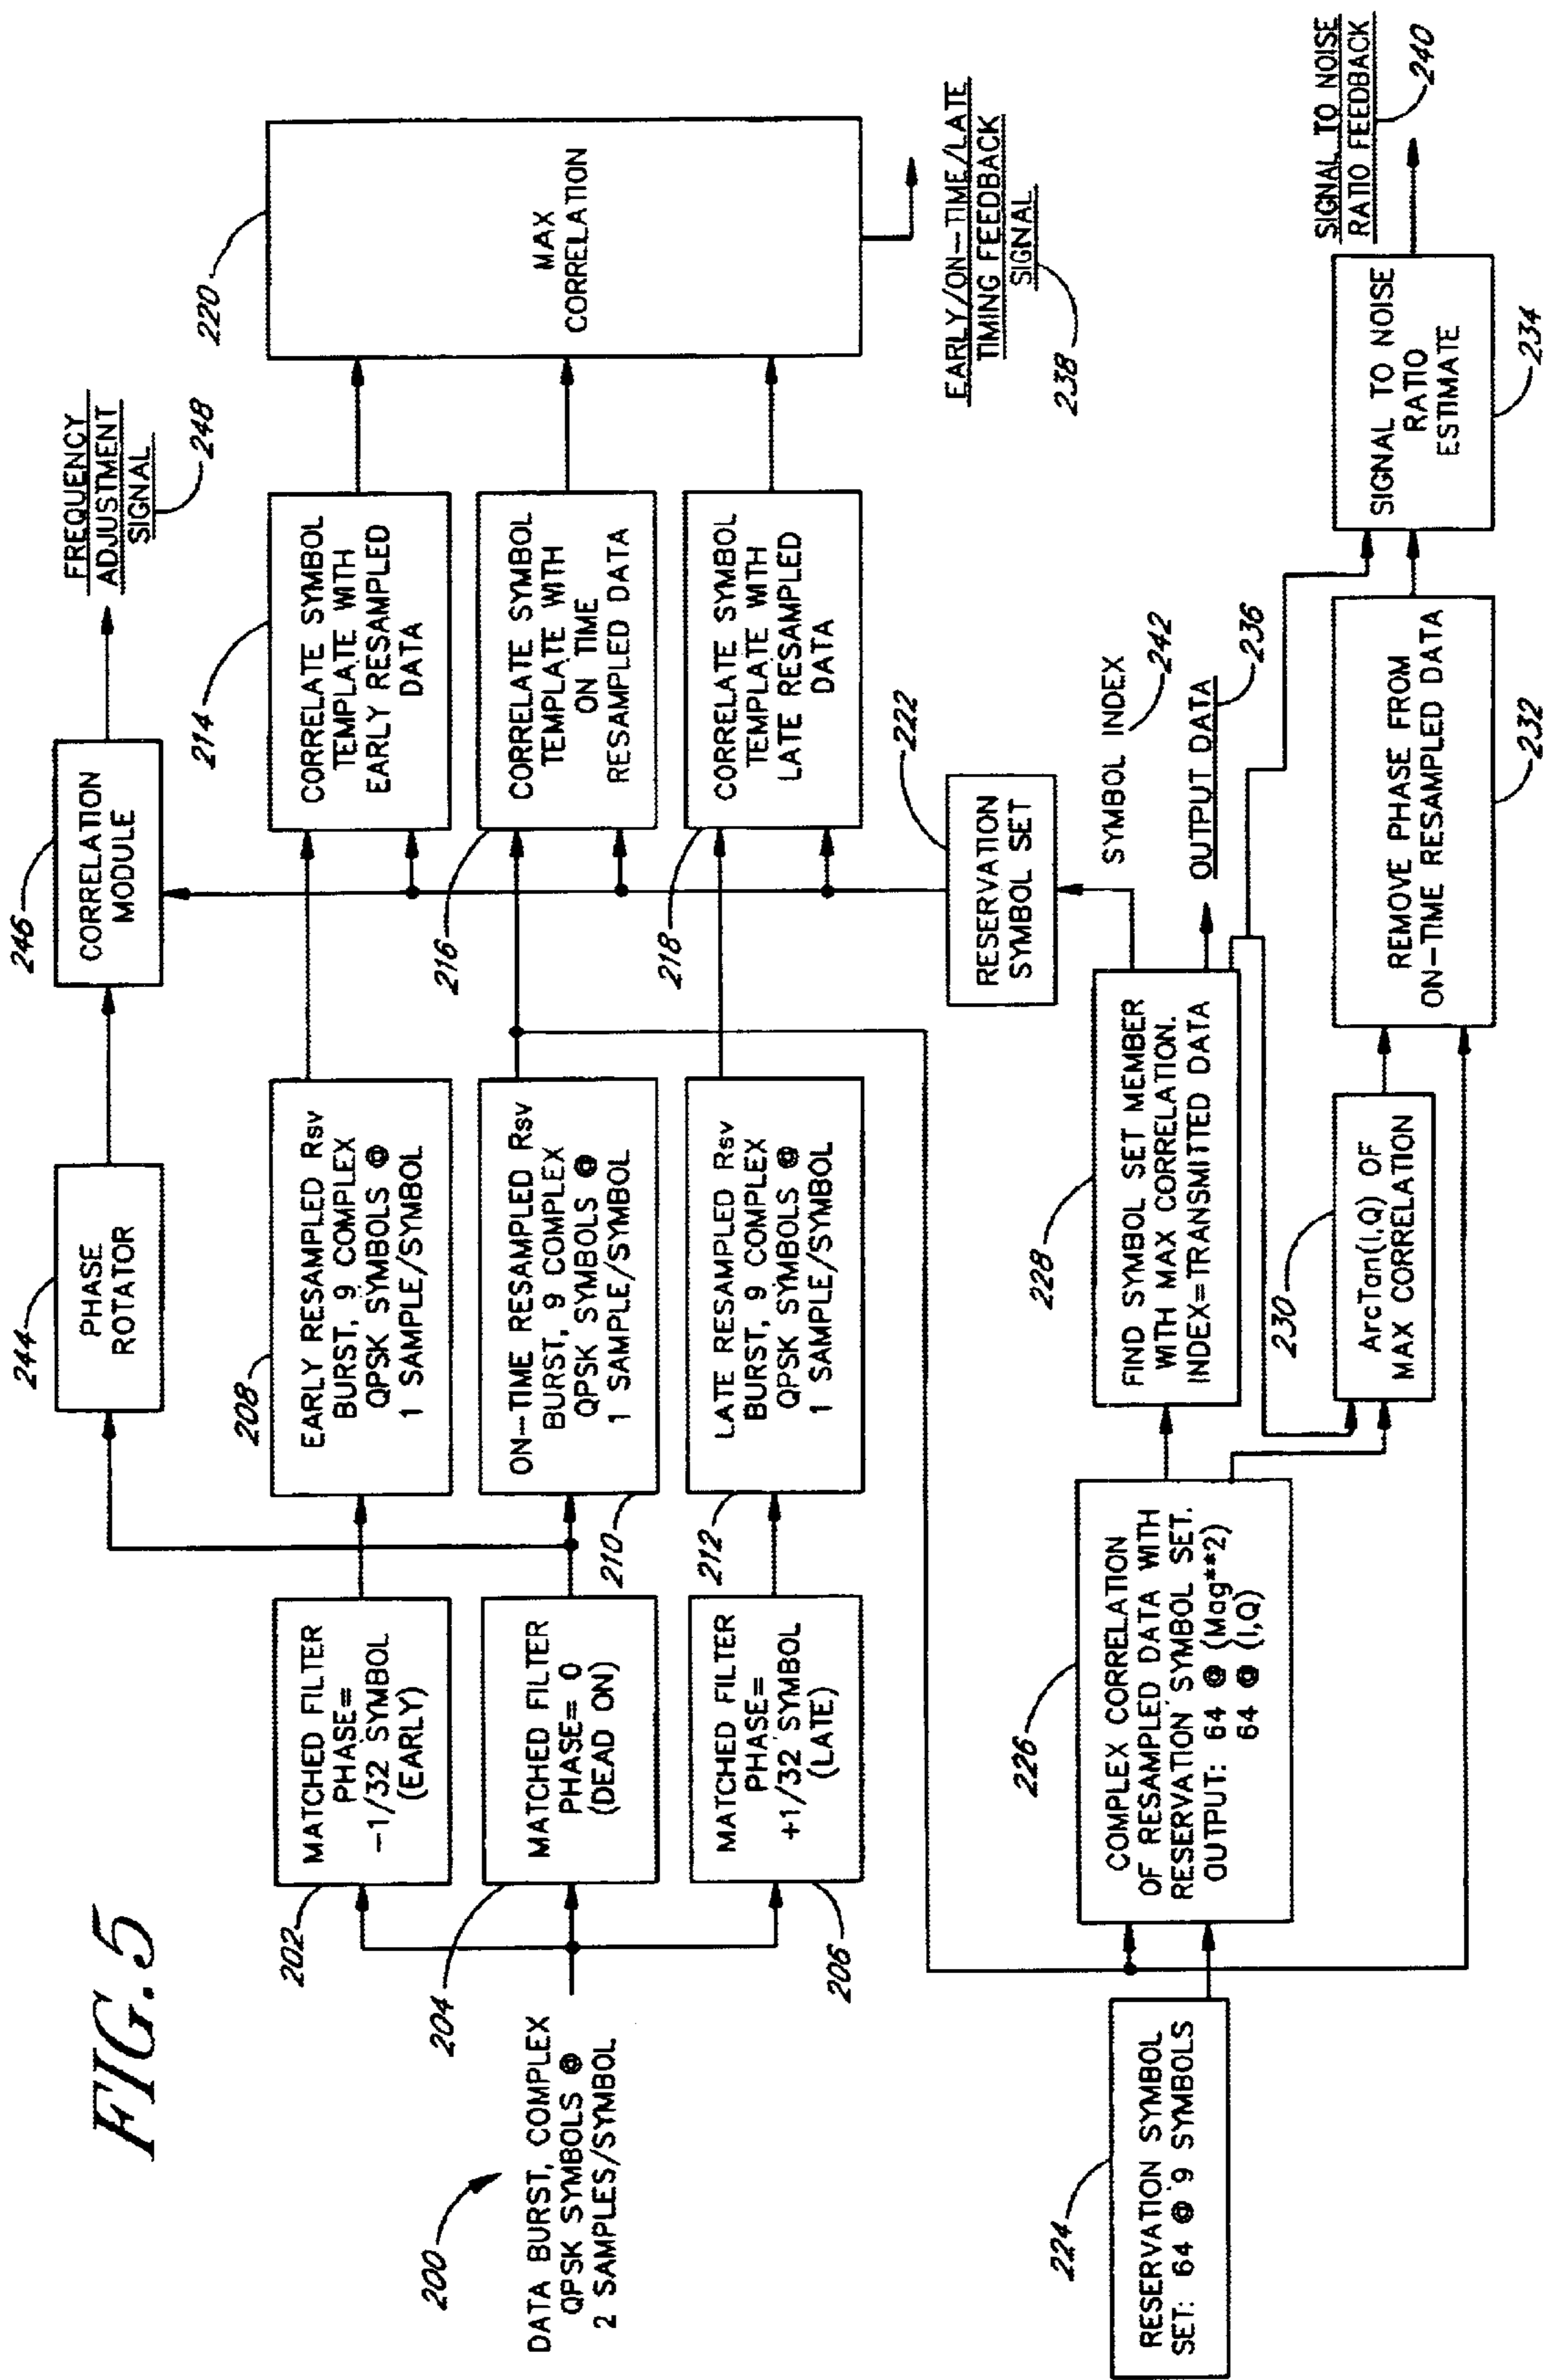 FIG.5
200
DATA BURST, COMPLEX
QPSK SYMBOLS @
2 SAMPLES/SYMBOL
202
MATCHED FILTER
PHASE=
−1/32 SYMBOL
(EARLY)
204
MATCHED FILTER
PHASE= 0
(DEAD ON)
206
MATCHED FILTER
PHASE=
+1/32 SYMBOL
(LATE)
244
PHASE
ROTATOR
208
EARLY RESAMPLED Rsv
BURST, 9 COMPLEX
QPSK SYMBOLS @
1 SAMPLE/SYMBOL
210
ON−TIME RESAMPLED Rsv
BURST, 9 COMPLEX
QPSK SYMBOLS @
1 SAMPLE/SYMBOL
212
LATE RESAMPLED Rsv
BURST, 9 COMPLEX
QPSK SYMBOLS @
1 SAMPLE/SYMBOL
246
CORRELATION
MODULE
FREQUENCY
ADJUSTMENT
SIGNAL
248
214
CORRELATE SYMBOL
TEMPLATE WITH
EARLY RESAMPLED
DATA
216
CORRELATE SYMBOL
TEMPLATE WITH
ON TIME
RESAMPLED DATA
218
CORRELATE SYMBOL
TEMPLATE WITH
LATE RESAMPLED
DATA
220
MAX
CORRELATION
EARLY/ON−TIME/LATE
TIMING FEEDBACK
SIGNAL
238
222
RESERVATION
SYMBOL SET
SYMBOL INDEX
242
OUTPUT DATA
236
224
RESERVATION SYMBOL
SET: 64 @ 9 SYMBOLS
226
COMPLEX CORRELATION
OF RESAMPLED DATA WITH
RESERVATION SYMBOL SET.
OUTPUT: 64 @ (Mag**2)
64 @ (I,Q)
228
FIND SYMBOL SET MEMBER
WITH MAX CORRELATION.
INDEX=TRANSMITTED DATA
230
ArcTan(I,Q) OF
MAX CORRELATION
REMOVE PHASE FROM
ON−TIME RESAMPLED DATA
232
SIGNAL TO NOISE
RATIO
ESTIMATE
234
SIGNAL TO NOISE
RATIO FEEDBACK
240